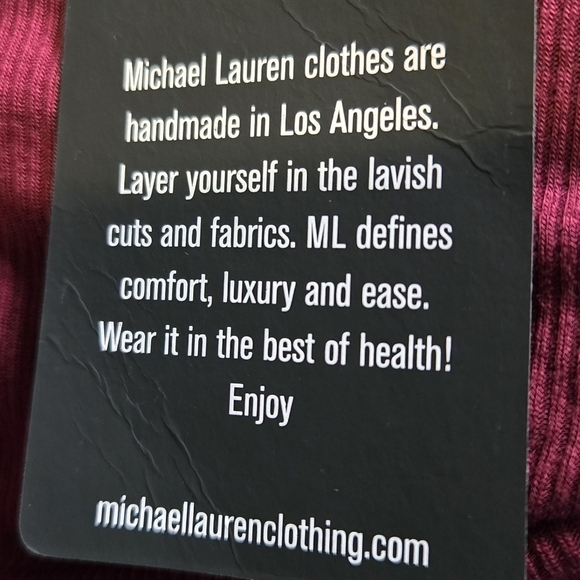 Michael Lauren clothes are
handmade in Los Angeles.
Layer yourself in the lavish
cuts and fabrics. ML defines
comfort, luxury and ease.
Wear it in the best of health!
Enjoy
michaellaurenclothing.com